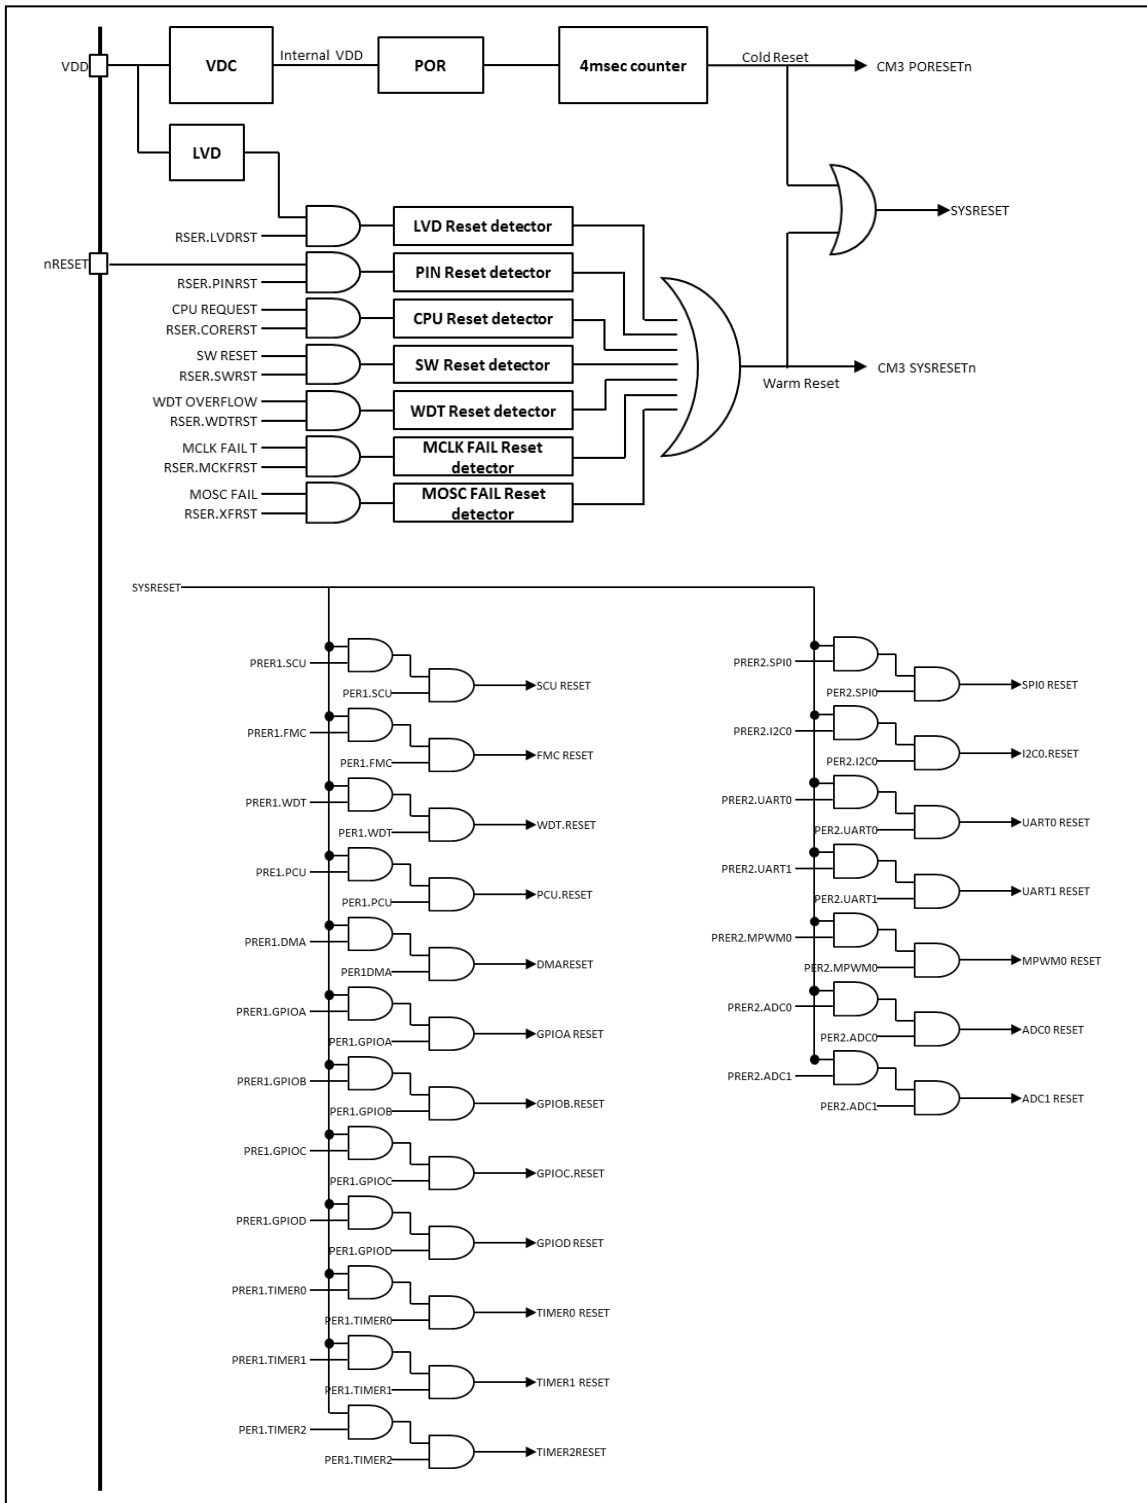 VDD
VDC
Internal VDD
POR
4msec counter
Cold Reset
CM3 PORESETn
LVD
SYSRESET
RSER.LVDRST
LVD Reset detector
nRESET
RSER.PINRST
PIN Reset detector
CPU REQUEST
RSER.CORERST
CPU Reset detector
SW RESET
RSER.SWRST
SW Reset detector
CM3 SYSRESETn
Warm Reset
WDT OVERFLOW
RSER.WDTRST
WDT Reset detector
MCLK FAIL T
RSER.MCKFRST
MCLK FAIL Reset
detector
MOSC FAIL
RSER.XFRST
MOSC FAIL Reset
detector
SYSRESET
PRER1.SCU
PER1.SCU
SCU RESET
PRER1.FMC
PER1.FMC
FMC RESET
PRER1.WDT
PER1.WDT
WDT.RESET
PRE1.PCU
PER1.PCU
PCU.RESET
PRER1.DMA
PER1DMA
DMARESET
PRER1.GPIOA
PER1.GPIOA
GPIOA RESET
PRER1.GPIOB
PER1.GPIOB
GPIOB.RESET
PRE1.GPIOC
PER1.GPIOC
GPIOC.RESET
PRER1.GPIOD
PER1.GPIOD
GPIOD RESET
PRER1.TIMER0
PER1.TIMER0
TIMER0 RESET
PRER1.TIMER1
PER1.TIMER1
TIMER1 RESET
PER1.TIMER2
PER1.TIMER2
TIMER2RESET
PRER2.SPI0
PER2.SPI0
SPI0 RESET
PRER2.I2C0
PER2.I2C0
I2C0.RESET
PRER2.UART0
PER2.UART0
UART0 RESET
PRER2.UART1
PER2.UART1
UART1 RESET
PRER2.MPWM0
PER2.MPWM0
MPWM0 RESET
PRER2.ADC0
PER2.ADC0
ADC0 RESET
PRER2.ADC1
PER2.ADC1
ADC1 RESET